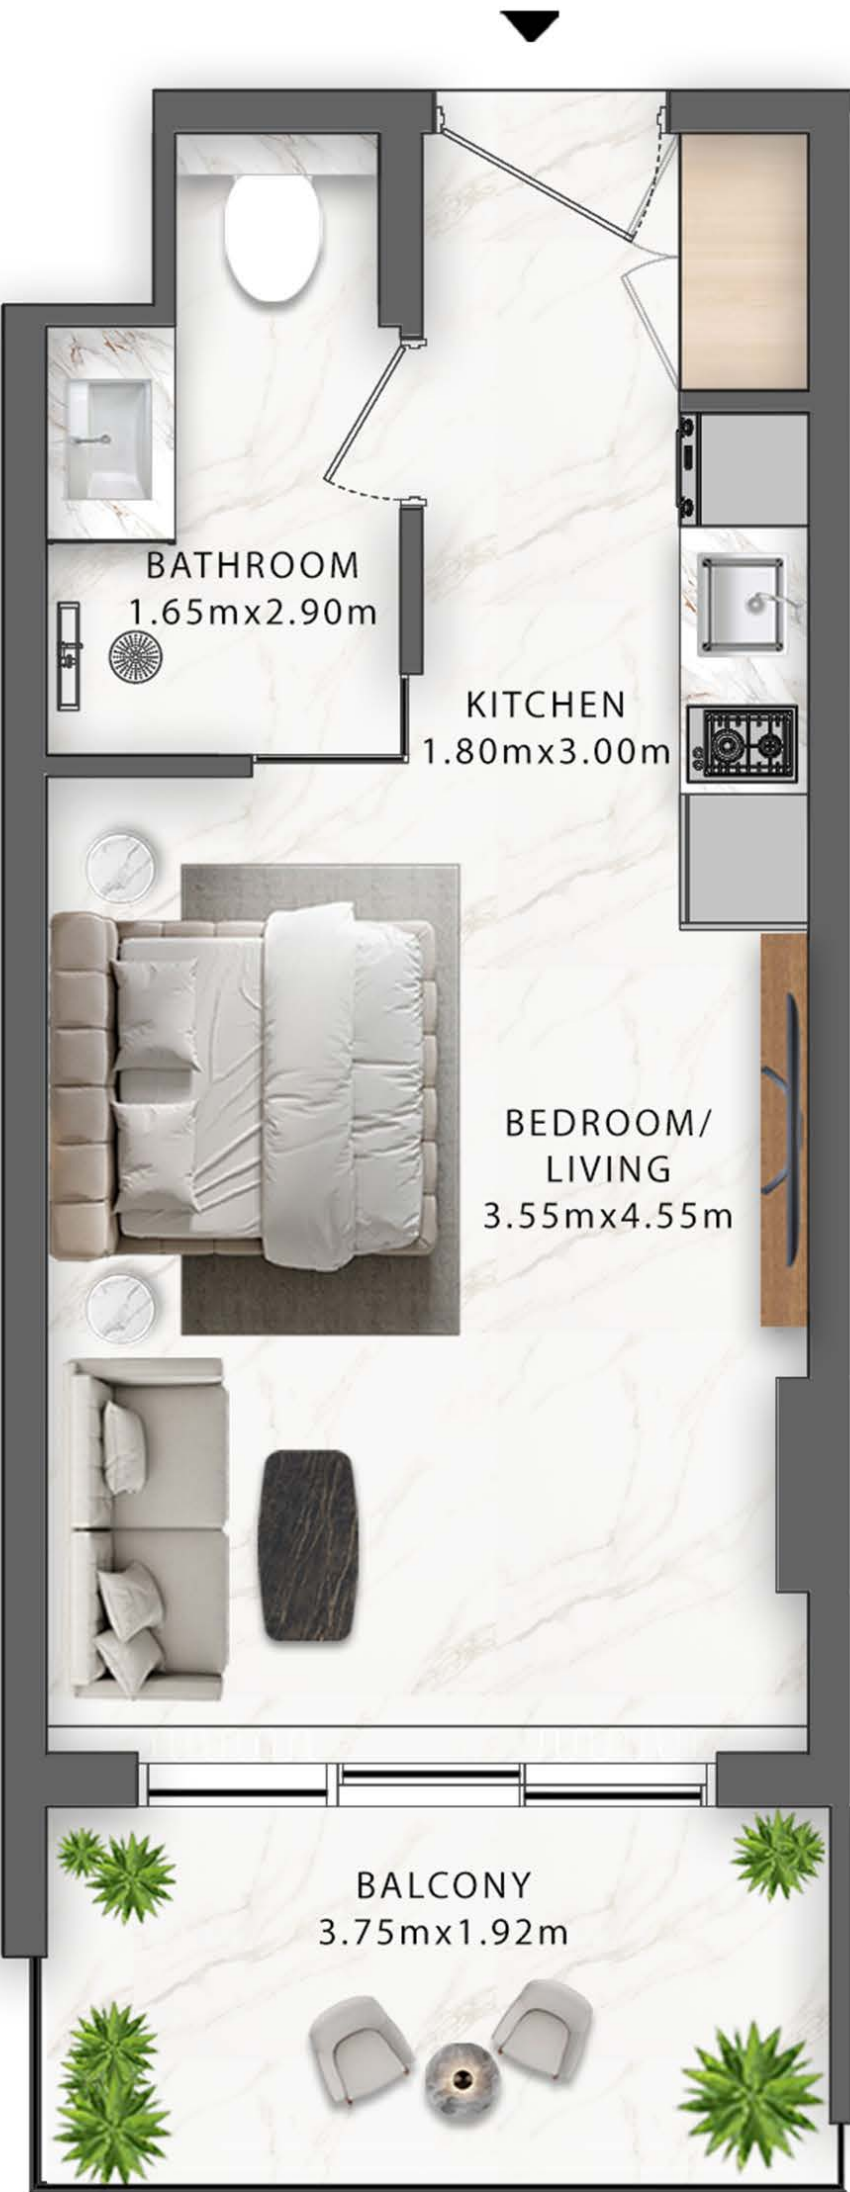 BATHROOM
1.65mx2.90m
KITCHEN
1.80mx3.00m
BEDROOM/
LIVING
3.55mx4.55m
BALCONY
3.75mx1.92m